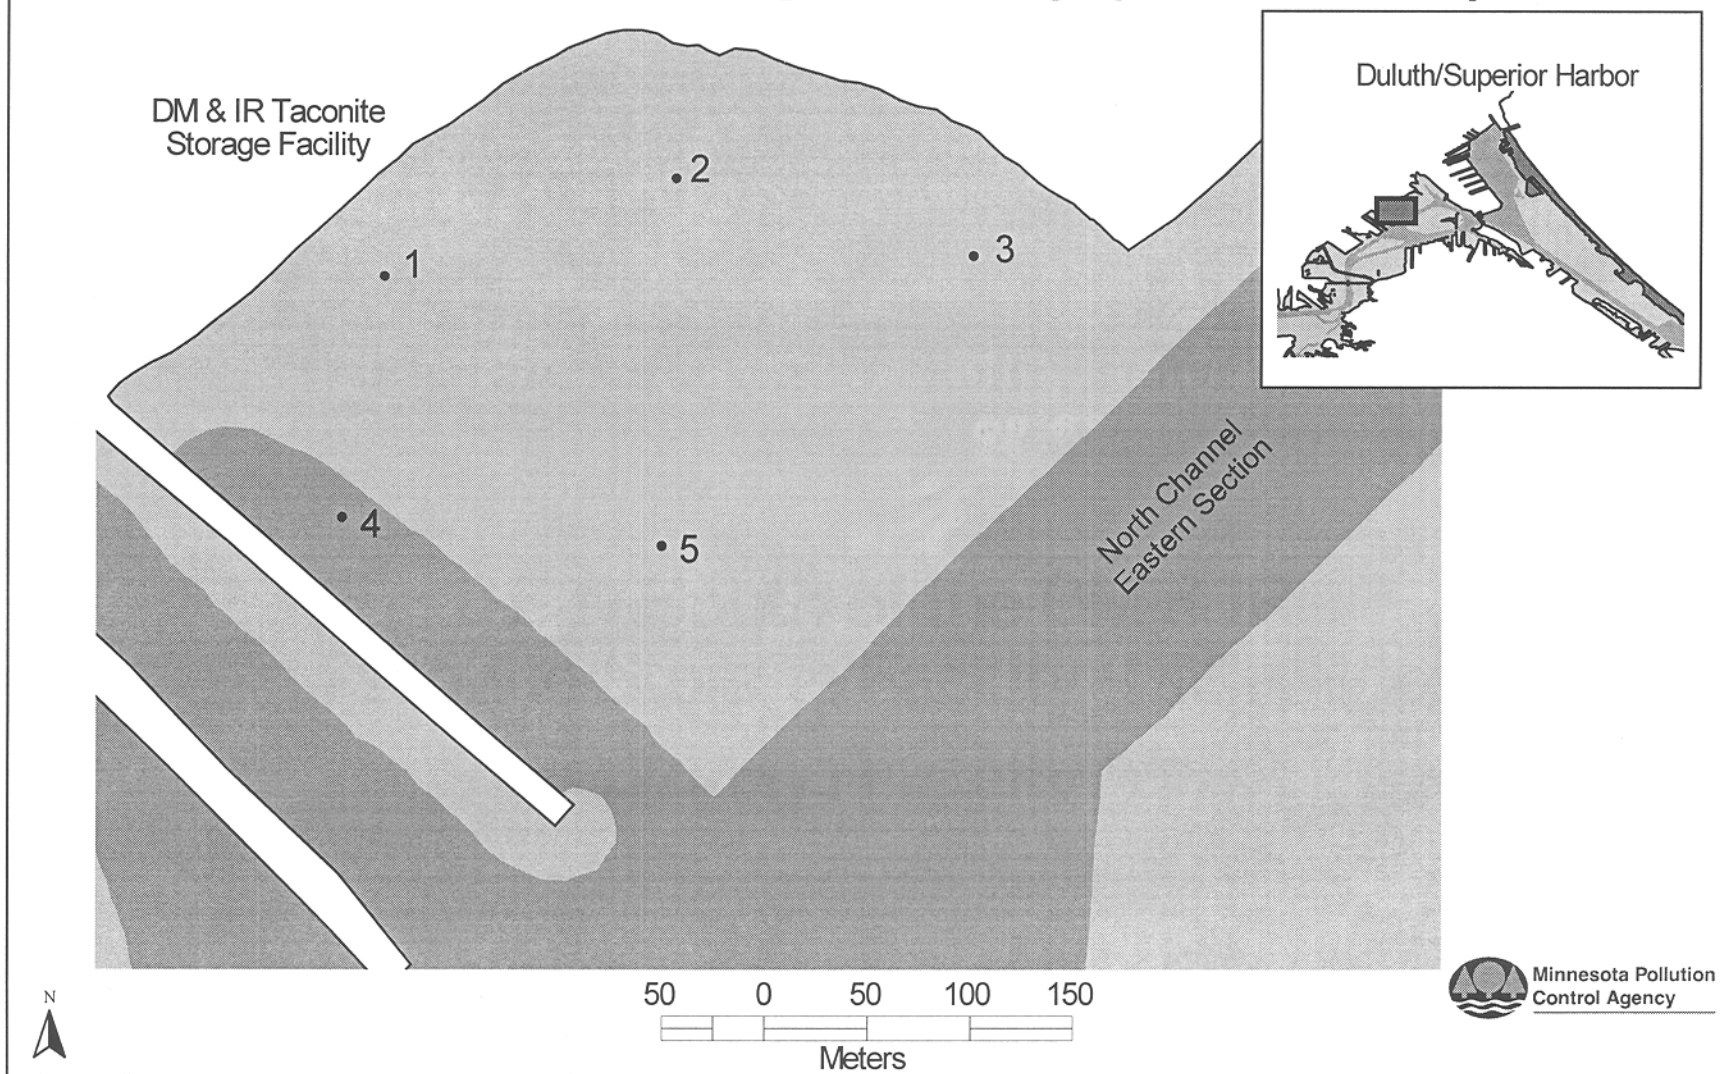 Duluth/Superior Harbor
DM & IR Taconite
Storage Facility
2
1
3
North Channel
Eastern Section
4
5
N
50 0 50 100 150
Meters
Minnesota Pollution
Control Agency